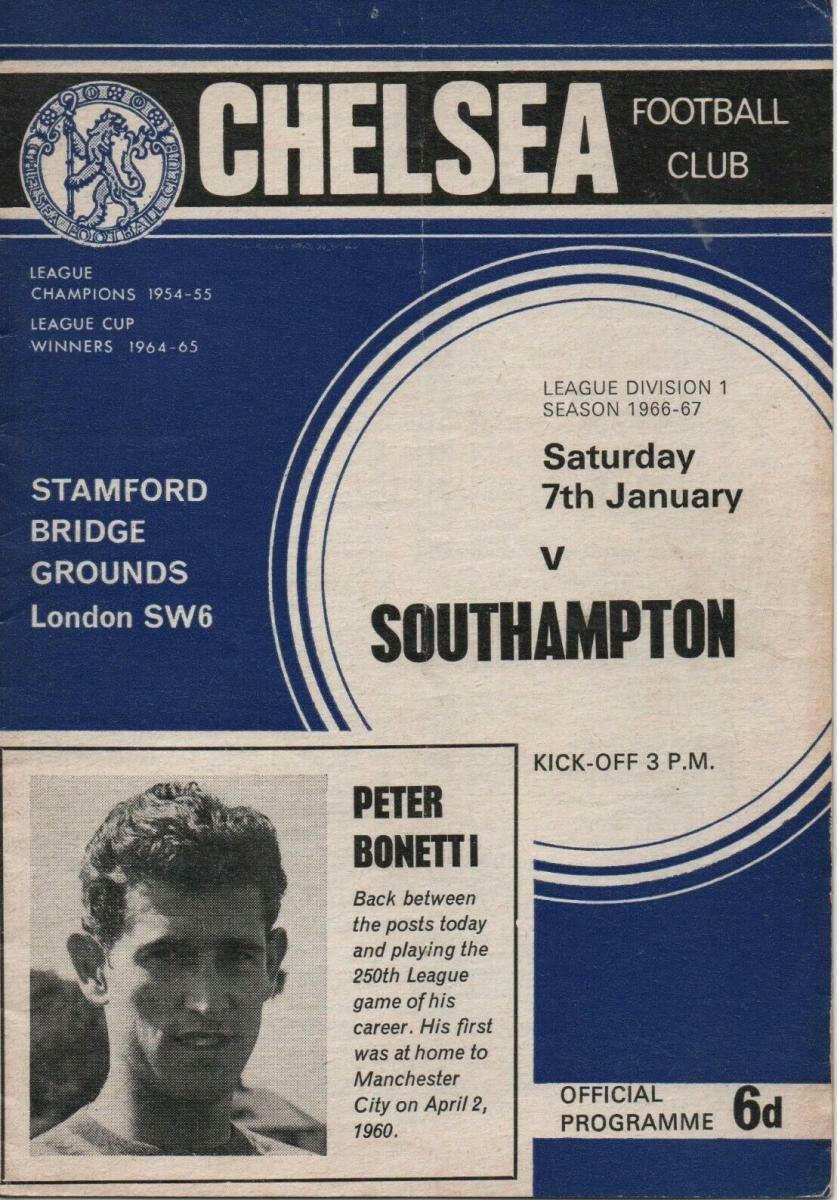 CHELSEA
FOOTBALL
CLUB
CHELSEA FOOTBALL CLUB
LEAGUE
CHAMPIONS 1954-55
LEAGUE CUP
WINNERS 1964-65
LEAGUE DIVISION 1
SEASON 1966-67
Saturday
7th January
v
SOUTHAMPTON
STAMFORD
BRIDGE
GROUNDS
London SW6
KICK-OFF 3 P.M.
PETER
BONETTI
Back between
the posts today
and playing the
250th League
game of his
career. His first
was at home to
Manchester
City on April 2,
1960.
OFFICIAL
PROGRAMME 6d